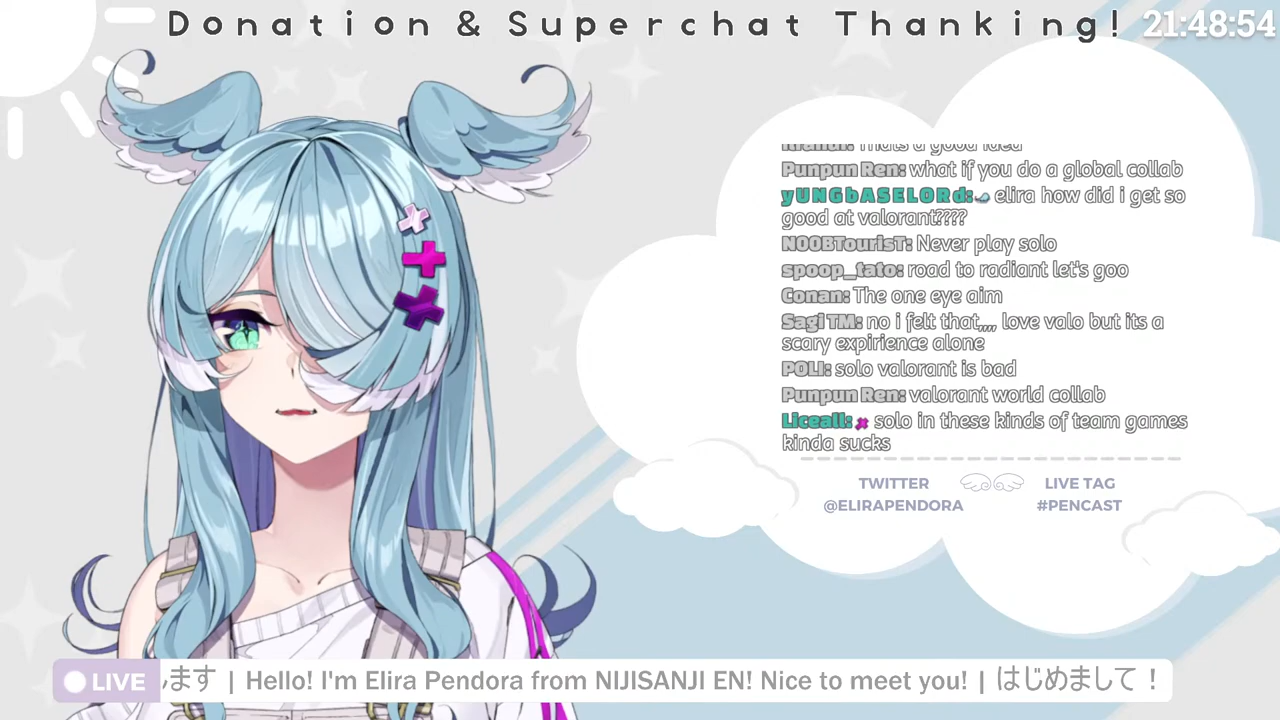 Donation & Superchat Thanking!
21:48:54
Thats a good idea
Punpun Ren: what if you do a global collab
yUNGbASELORd: elira how did i get so
good at valorant????
N00BTourisT: Never play solo
spoop_tato: road to radiant let's goo
Conan: The one eye aim
Sagi TM: no i felt that,,,, love valo but its a
scary expirience alone
POLI: solo valorant is bad
Punpun Ren: valorant world collab
Liceall: solo in these kinds of team games
kinda sucks
TWITTER
@ELIRAPENDORA
LIVE TAG
#PENCAST
LIVE
ます | Hello! I'm Elira Pendora from NIJISANJI EN! Nice to meet you! | はじめまして!